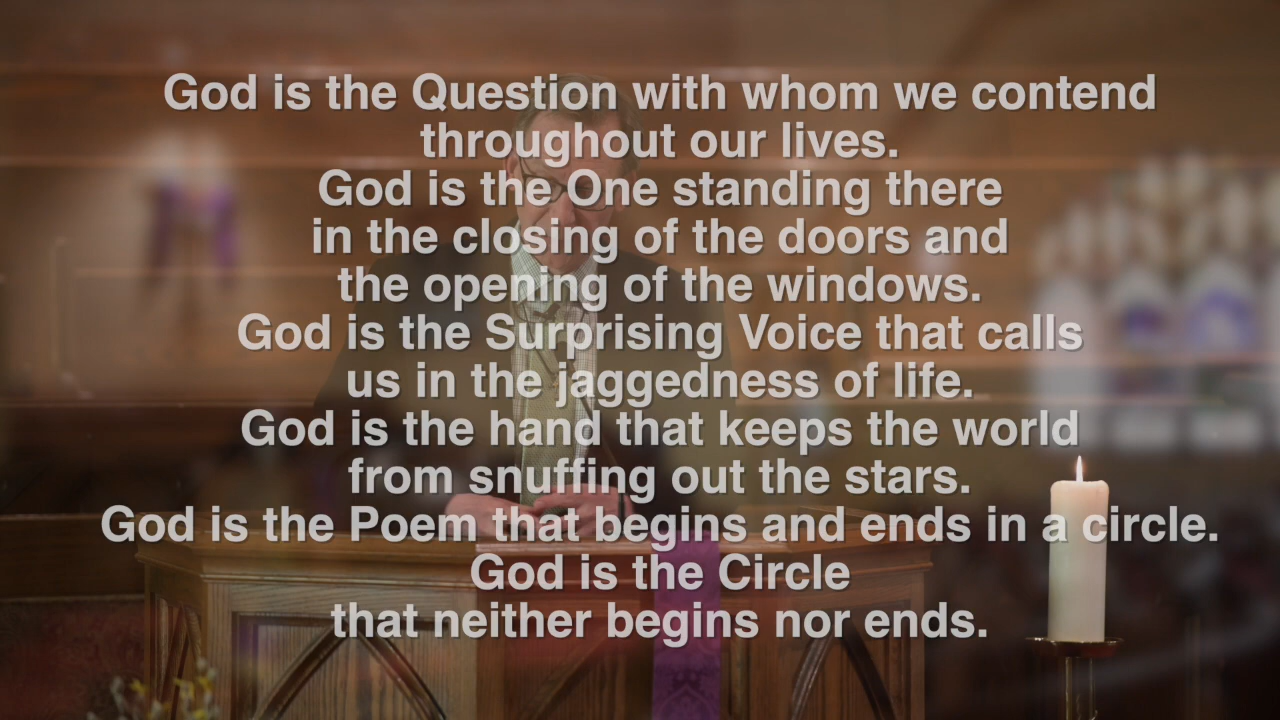 God is the Question with whom we contend
throughout our lives.
God is the One standing there
in the closing of the doors and
the opening of the windows.
God is the Surprising Voice that calls
us in the jaggedness of life.
God is the hand that keeps the world
from snuffing out the stars.
God is the Poem that begins and ends in a circle.
God is the Circle
that neither begins nor ends.